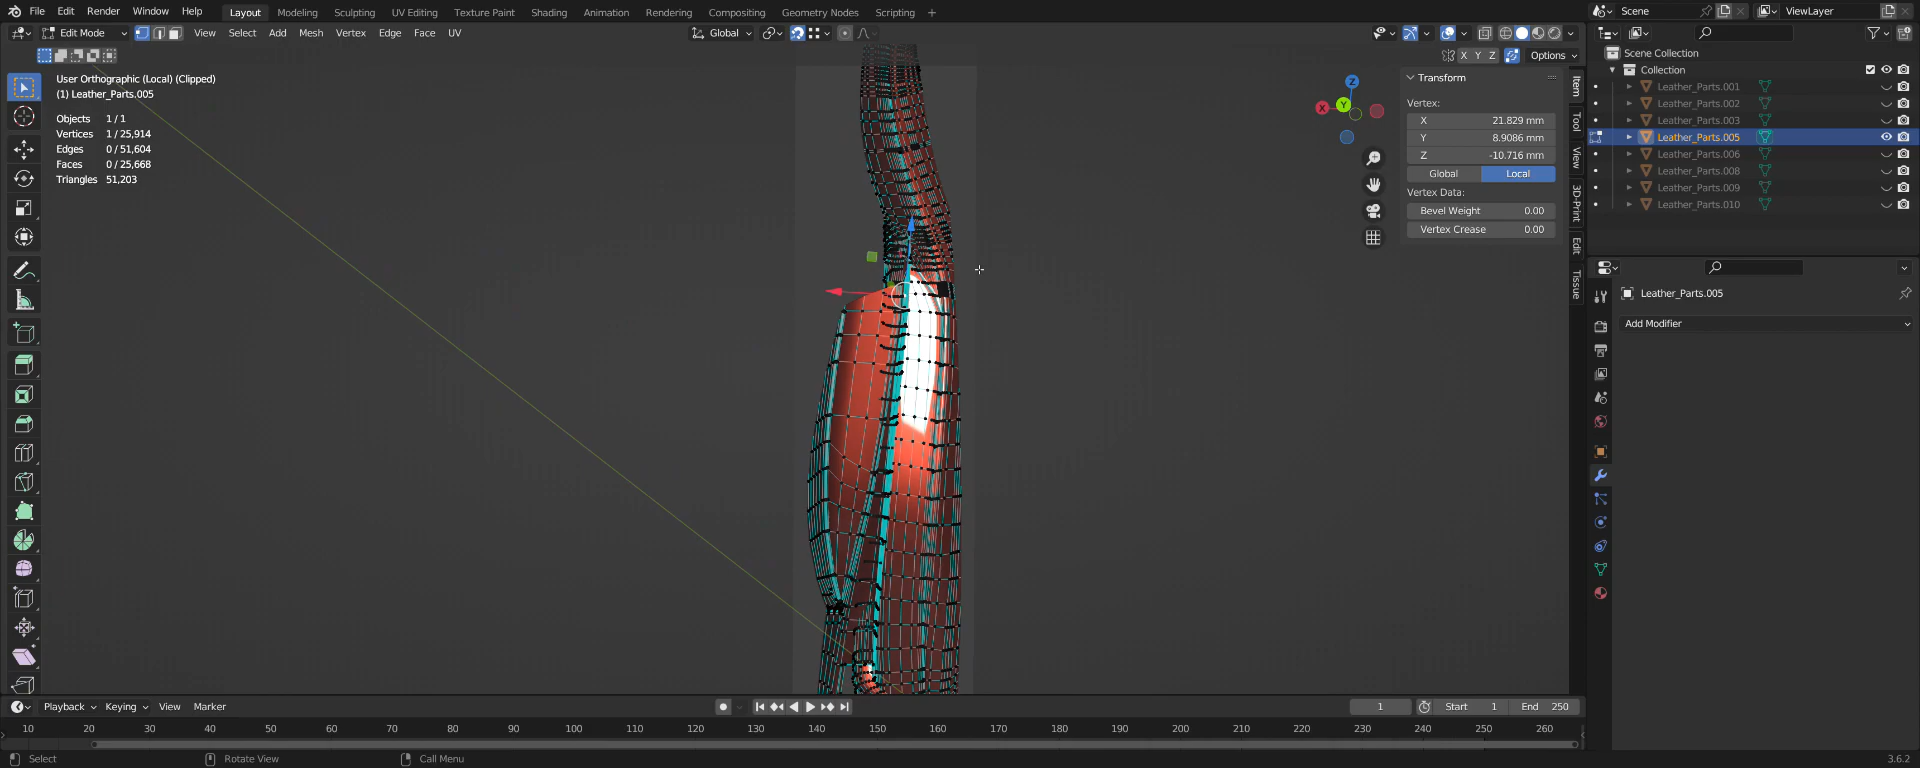 File Edit Render Window Help Layout Modeling Sculpting UV Editing Texture Paint Shading Animation Rendering Compositing Geometry Nodes Scripting + Scene ViewLayer
Edit Mode View Select Add Mesh Vertex Edge Face UV Global
X Y Z Options
User Orthographic (Local) (Clipped)
(1) Leather_Parts.005
Objects 1 / 1
Vertices 1 / 25,914
Edges 0 / 51,604
Faces 0 / 25,668
Triangles 51,203
Z
X Y
Transform
Vertex:
X 21.829 mm
Y 8.9086 mm
Z -10.716 mm
Global Local
Vertex Data:
Bevel Weight 0.00
Vertex Crease 0.00
Item
Tool
View
3D-Print
Edit
Tissue
Scene Collection
Collection
Leather_Parts.001
Leather_Parts.002
Leather_Parts.003
Leather_Parts.005
Leather_Parts.006
Leather_Parts.008
Leather_Parts.009
Leather_Parts.010
Leather_Parts.005
Add Modifier
Playback Keying View Marker 1 Start 1 End 250
10 20 30 40 50 60 70 80 90 100 110 120 130 140 150 160 170 180 190 200 210 220 230 240 250 260
Select Rotate View Call Menu 3.6.2